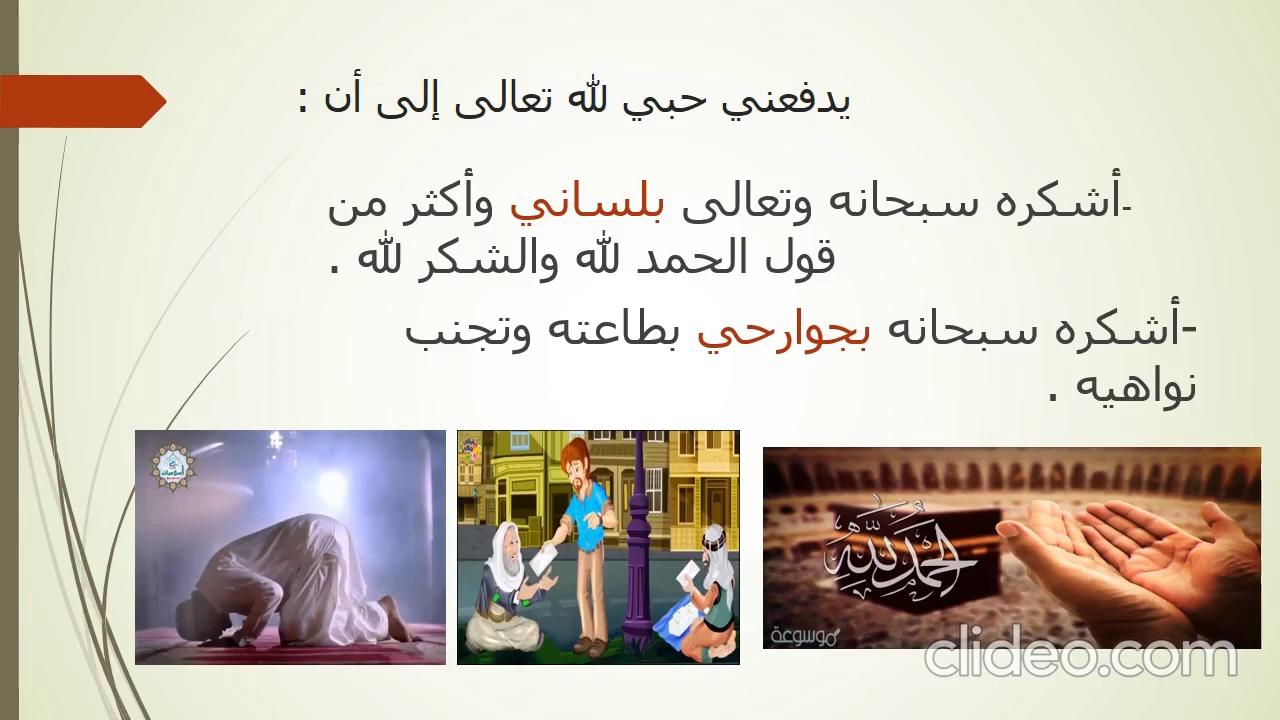 يدفعني حبي لله تعالى إلى أن :
-أشكره سبحانه وتعالى بلساني وأكثر من
قول الحمد لله والشكر لله .
-أشكره سبحانه بجوارحي بطاعته وتجنب
نواهيه .
الحمد لله
موسوعة
clideo.com